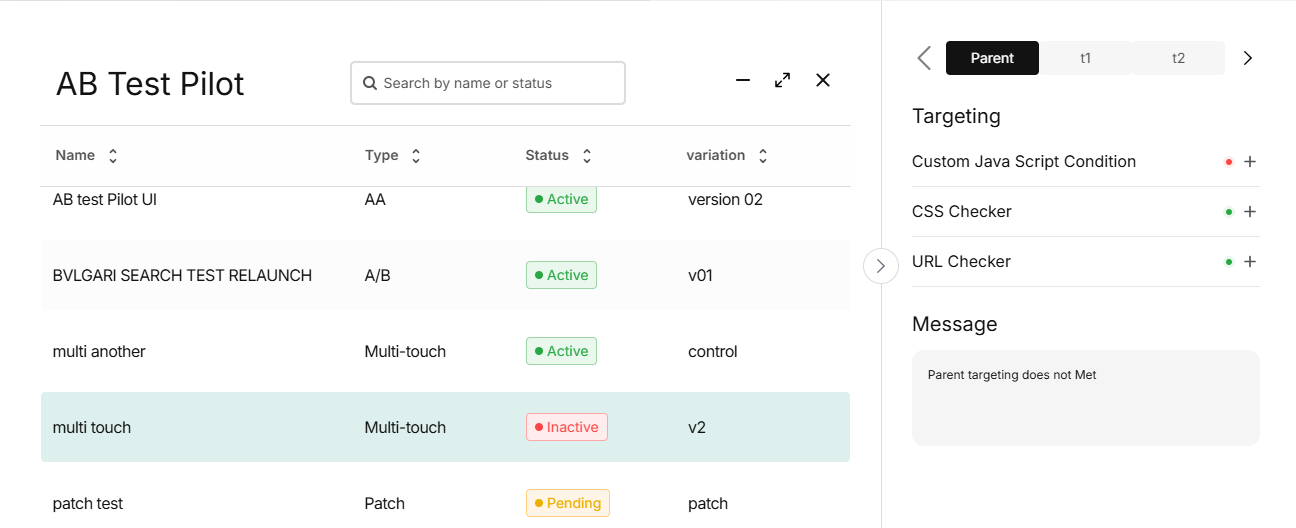 AB Test Pilot
Search by name or status
Name Type Status variation
AB test Pilot UI AA Active version 02
BVLGARI SEARCH TEST RELAUNCH A/B Active v01
multi another Multi-touch Active control
multi touch Multi-touch Inactive v2
patch test Patch Pending patch
Parent t1 t2
Targeting
Custom Java Script Condition
CSS Checker
URL Checker
Message
Parent targeting does not Met